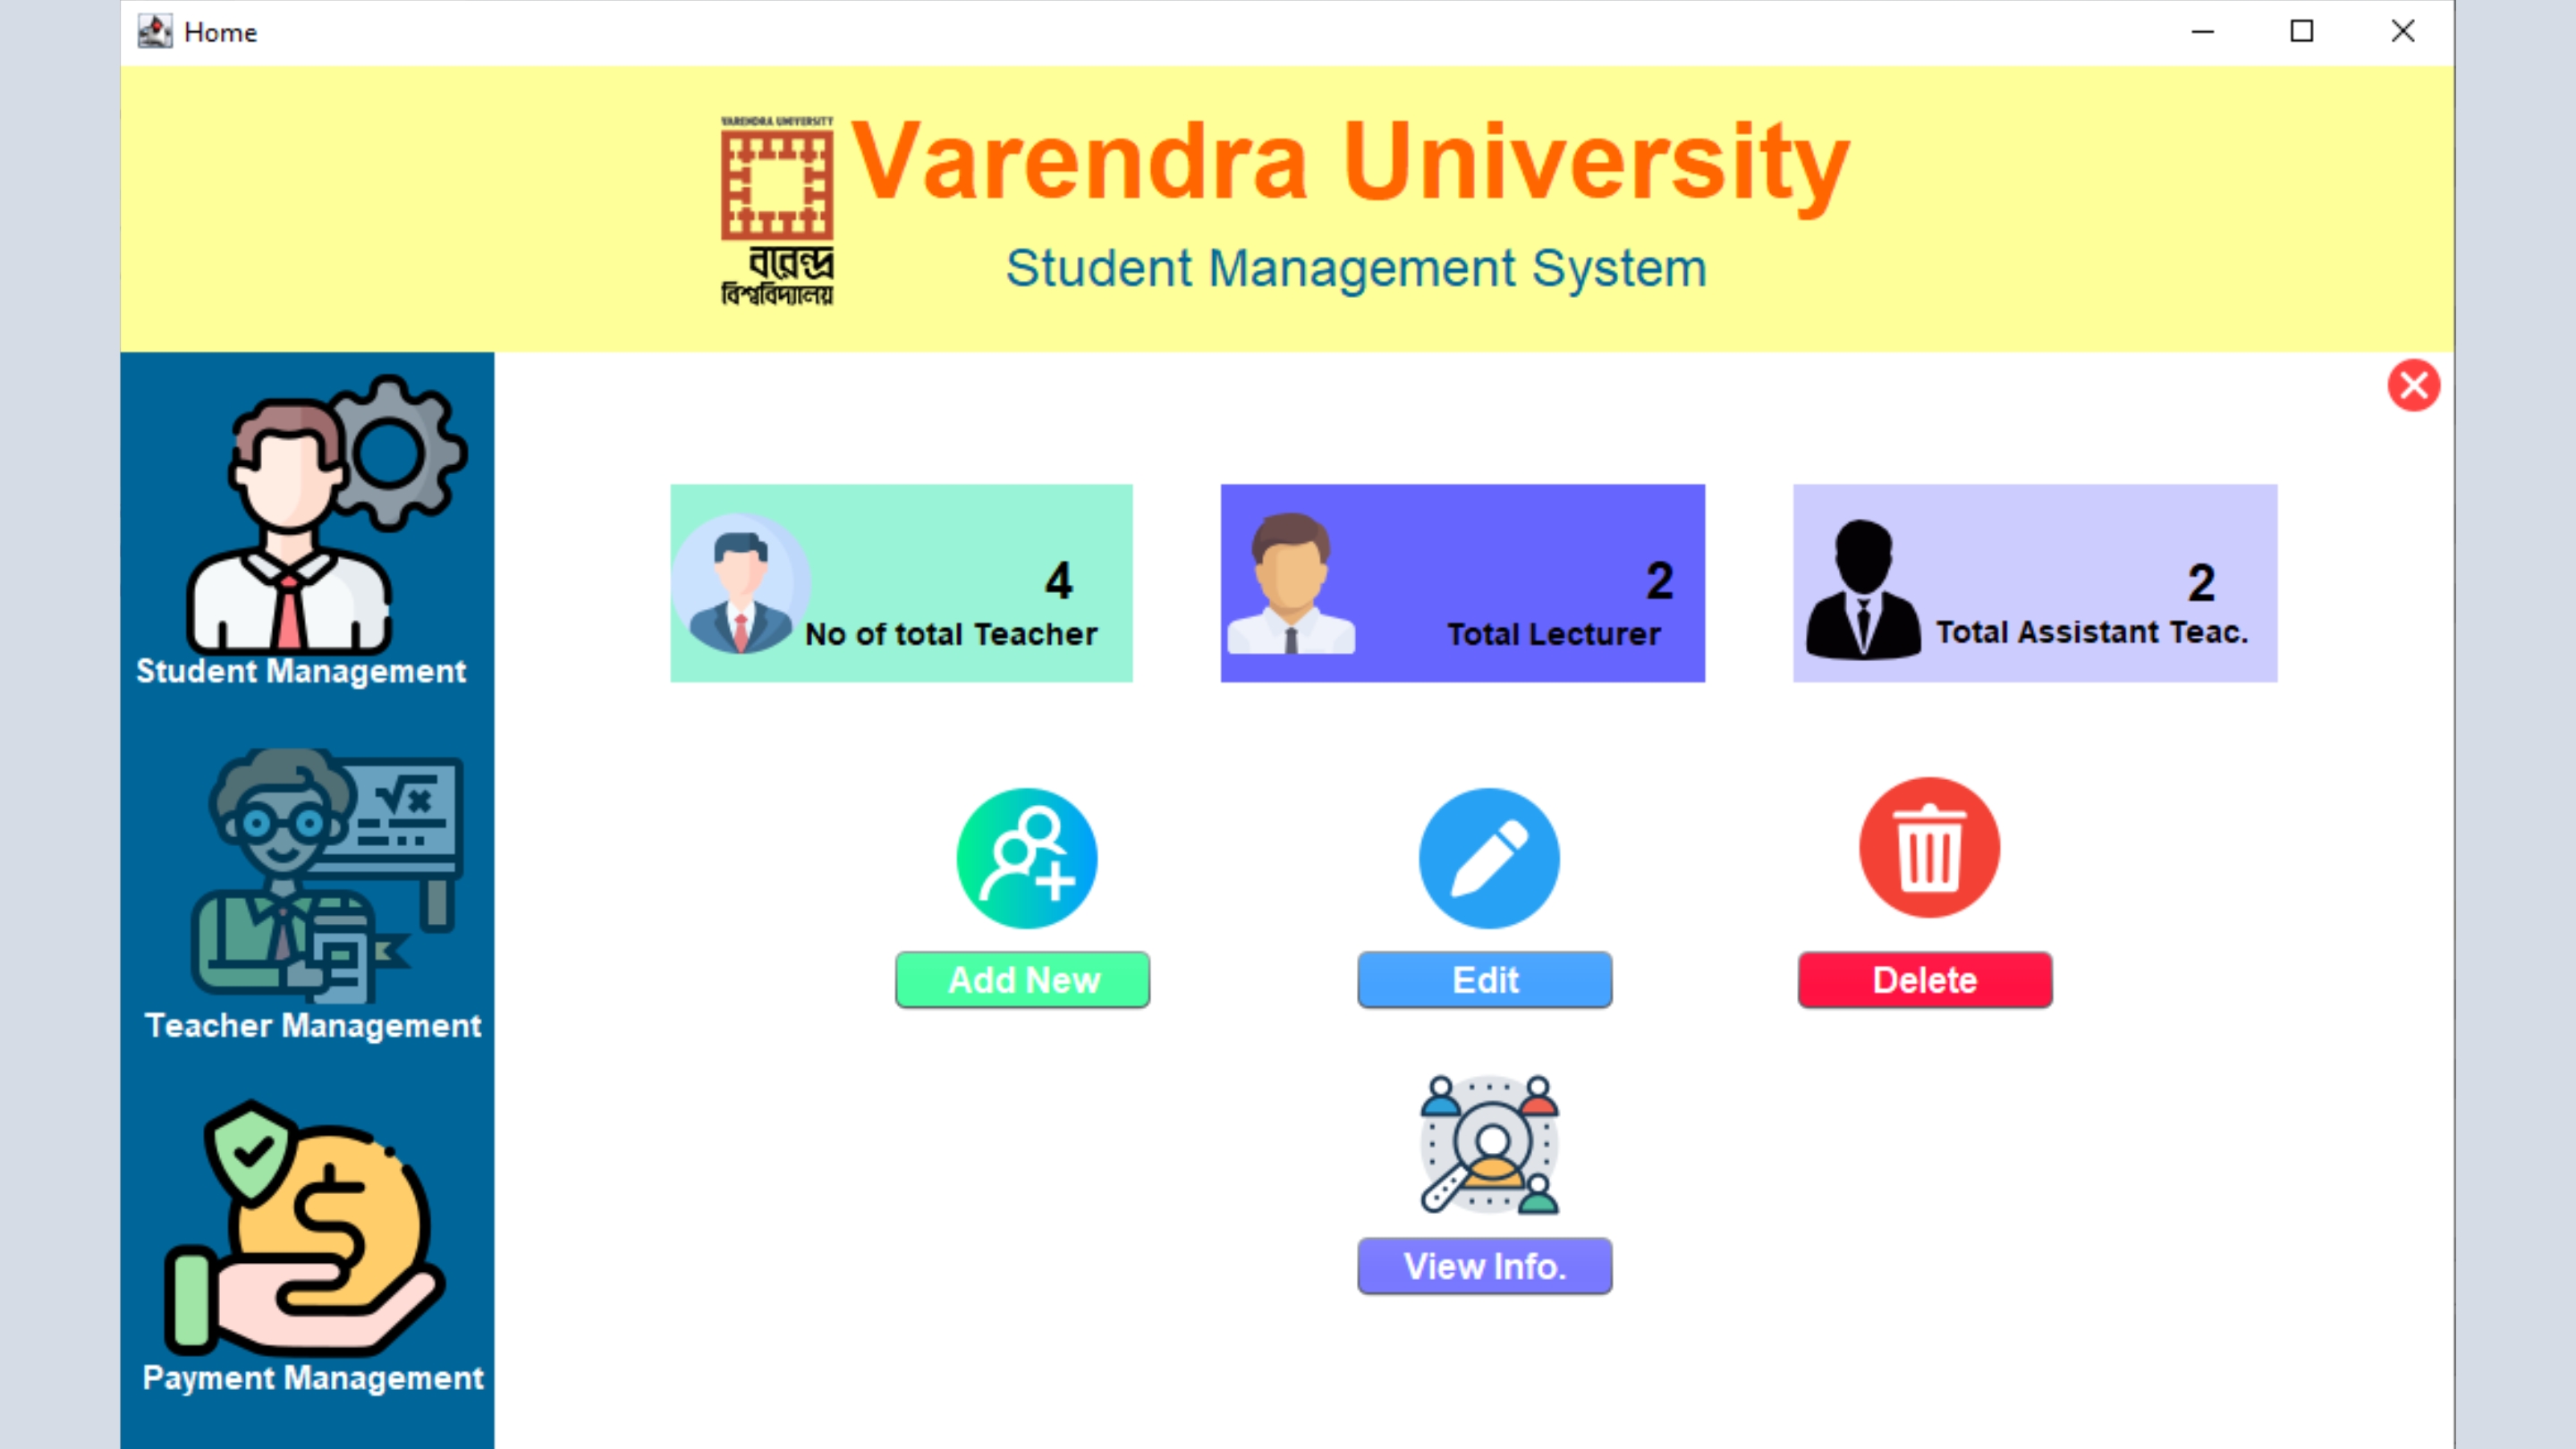 Home
VARENDRA UNIVERSITY
বরেন্দ্র
বিশ্ববিদ্যালয়
Varendra University
Student Management System
Student Management
Teacher Management
Payment Management
4
No of total Teacher
2
Total Lecturer
2
Total Assistant Teac.
Add New
Edit
Delete
View Info.